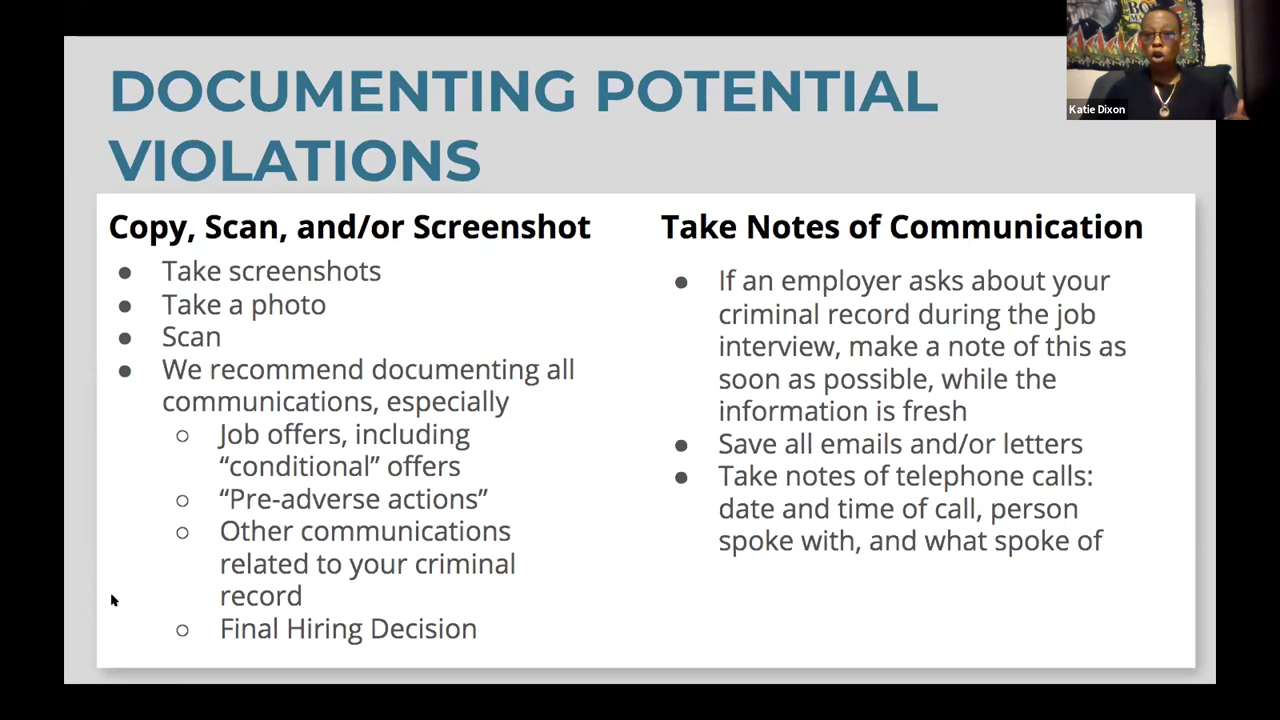 DOCUMENTING POTENTIAL
VIOLATIONS
Katie Dixon
Copy, Scan, and/or Screenshot
● Take screenshots
● Take a photo
● Scan
● We recommend documenting all
communications, especially
○ Job offers, including
“conditional” offers
○ “Pre-adverse actions”
○ Other communications
related to your criminal
record
○ Final Hiring Decision
Take Notes of Communication
● If an employer asks about your
criminal record during the job
interview, make a note of this as
soon as possible, while the
information is fresh
● Save all emails and/or letters
● Take notes of telephone calls:
date and time of call, person
spoke with, and what spoke of